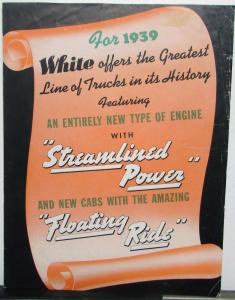 For 1939
White offers the Greatest
Line of Trucks in its History
Featuring
AN ENTIRELY NEW TYPE OF ENGINE
WITH
"Streamlined
Power"
AND NEW CABS WITH THE AMAZING
"Floating
Ride"